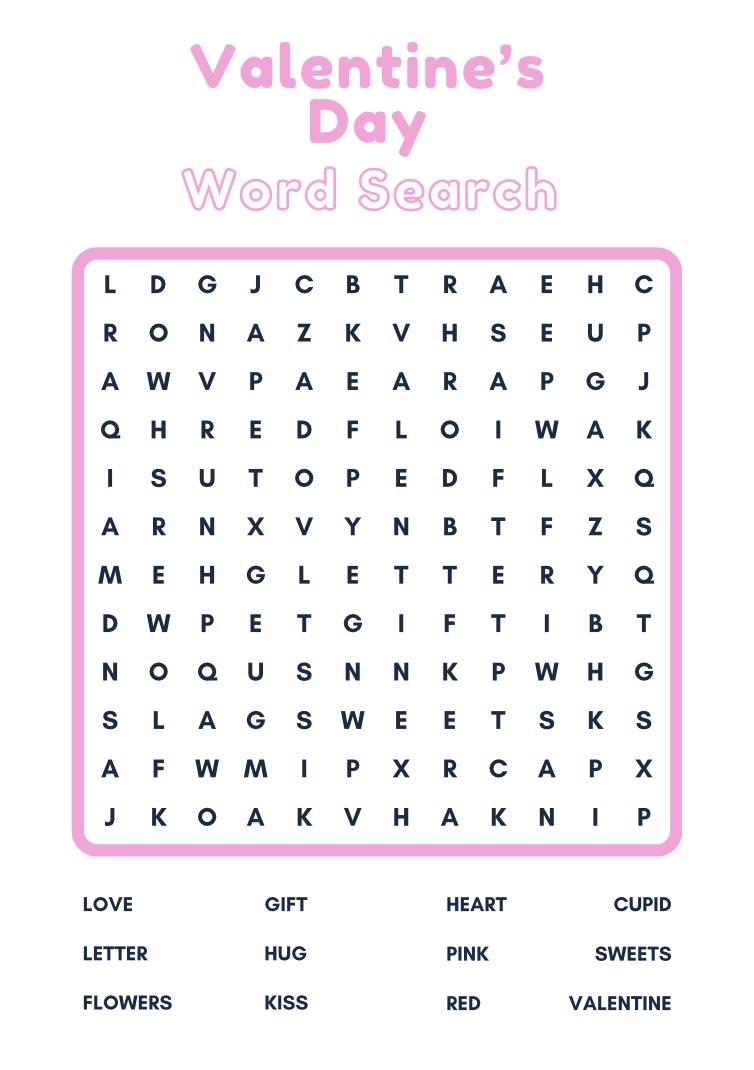 Valentine's
Day
Word Search
L D G J C B T R A E H C
R O N A Z K V H S E U P
A W V P A E A R A P G J
Q H R E D F L O I W A K
I S U T O P E D F L X Q
A R N X V Y N B T F Z S
M E H G L E T T E R Y Q
D W P E T G I F T I B T
N O Q U S N N K P W H G
S L A G S W E E T S K S
A F W M I P X R C A P X
J K O A K V H A K N I P
LOVE GIFT HEART CUPID
LETTER HUG PINK SWEETS
FLOWERS KISS RED VALENTINE